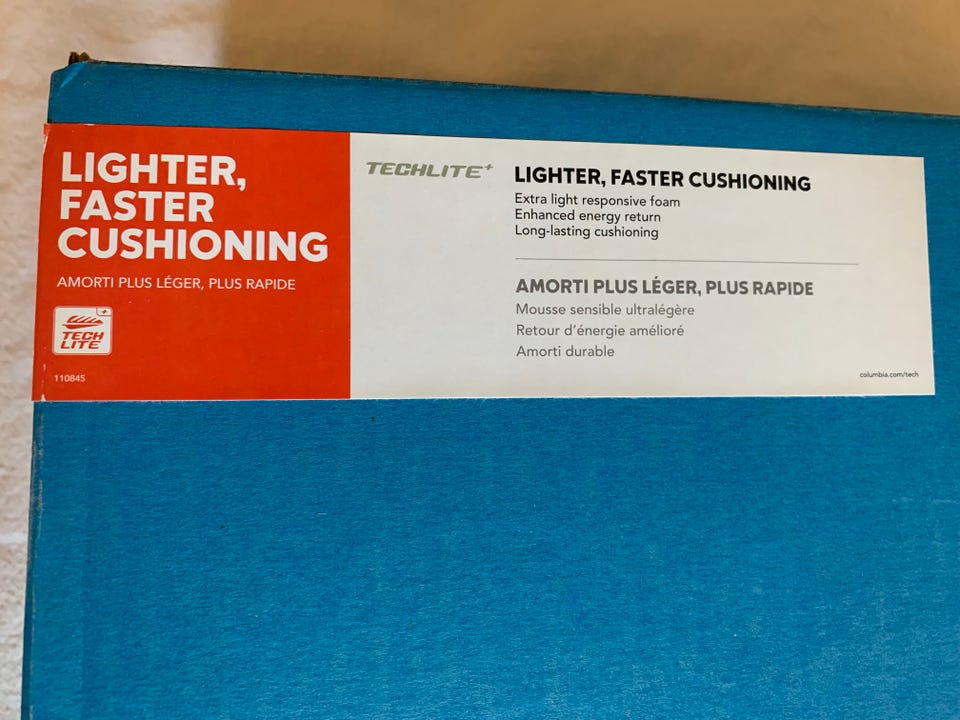 LIGHTER,
FASTER
CUSHIONING
AMORTI PLUS LÉGER, PLUS RAPIDE
TECH
LITE
110845
TECHLITE+
LIGHTER, FASTER CUSHIONING
Extra light responsive foam
Enhanced energy return
Long-lasting cushioning
AMORTI PLUS LÉGER, PLUS RAPIDE
Mousse sensible ultralégère
Retour d'énergie amélioré
Amorti durable
columbia.com/tech